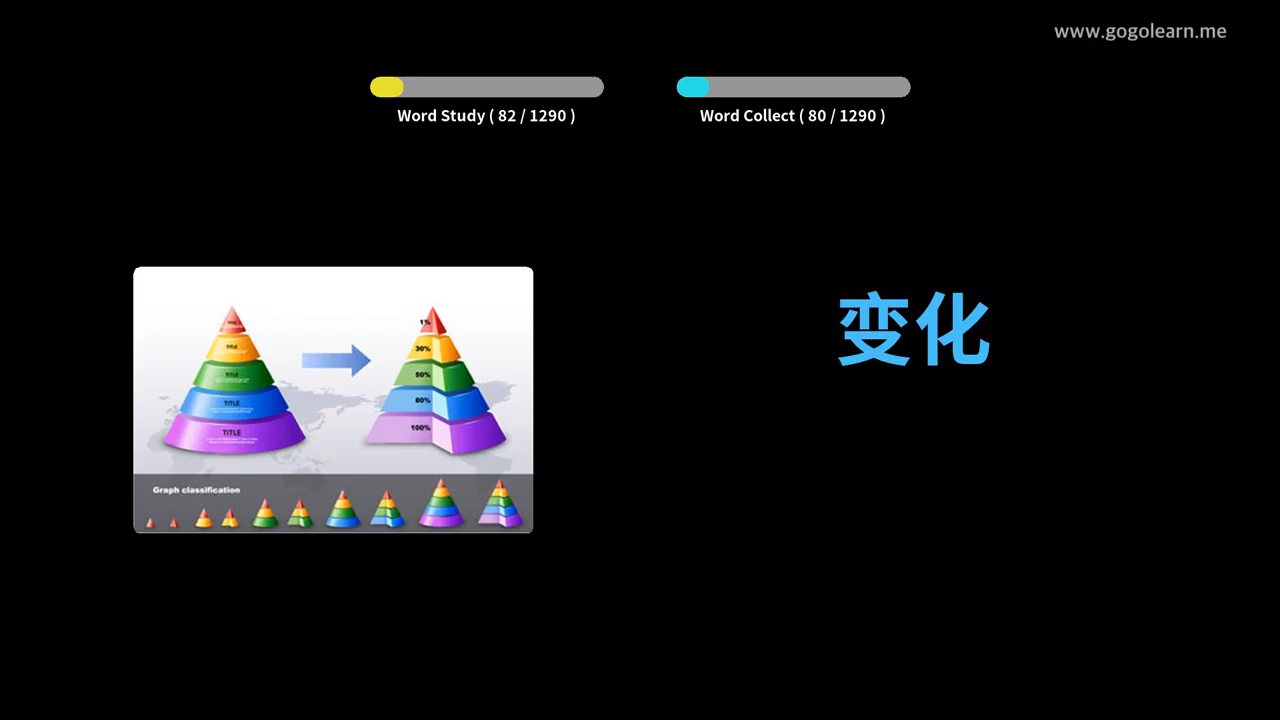 www.gogolearn.me
Word Study ( 82 / 1290 )
Word Collect ( 80 / 1290 )
变化
TITLE
TITLE
TITLE
TITLE
1%
30%
50%
80%
100%
Graph classification